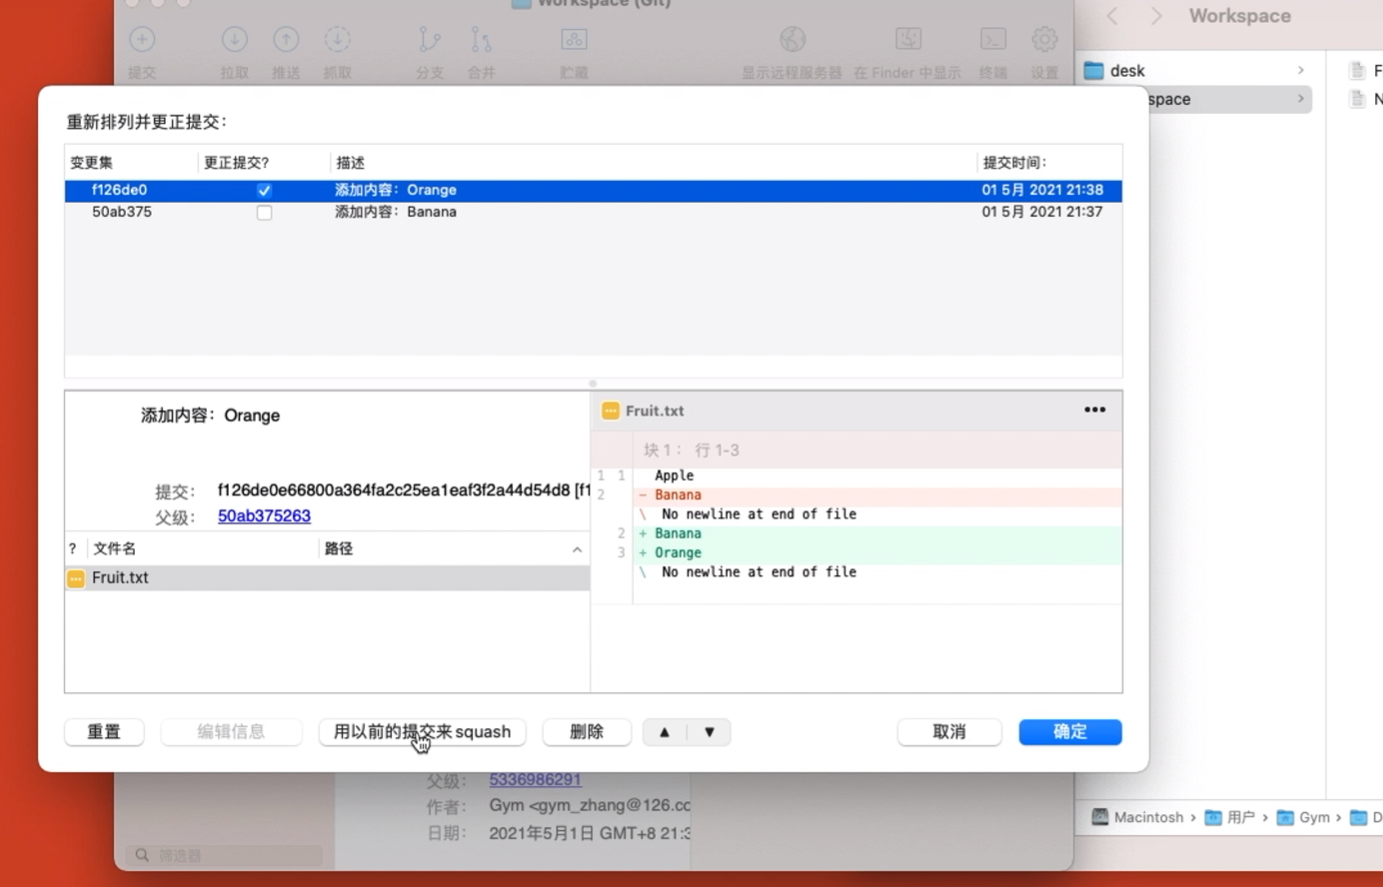 Workspace (Git)
Workspace
提交 拉取 推送 抓取 分支 合并 贮藏 显示远程服务器 在 Finder 中显示 终端 设置
desk
space
重新排列并更正提交：
变更集 更正提交? 描述 提交时间：
f126de0 添加内容：Orange 01 5月 2021 21:38
50ab375 添加内容：Banana 01 5月 2021 21:37
添加内容：Orange
提交： f126de0e66800a364fa2c25ea1eaf3f2a44d54d8 [f1
父级： 50ab375263
? 文件名 路径
Fruit.txt
Fruit.txt
块 1： 行 1-3
1 1 Apple
2 - Banana
\ No newline at end of file
2 + Banana
3 + Orange
\ No newline at end of file
重置 编辑信息 用以前的提交来 squash 删除 ▲ ▼ 取消 确定
父级： 5336986291
作者： Gym <gym_zhang@126.cc
日期： 2021年5月1日 GMT+8 21:3
筛选器
Macintosh › 用户 › Gym › D